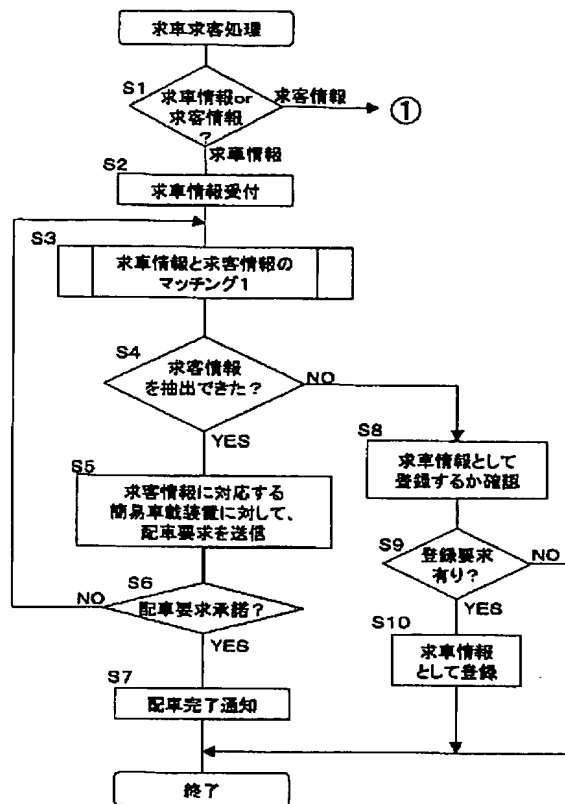 求車求客処理
S1
求車情報or
求客情報
?
求客情報
①
求車情報
S2
求車情報受付
S3
求車情報と求客情報の
マッチング1
S4
求客情報
を抽出できた?
NO
YES
S5
求客情報に対応する
簡易車載装置に対して、
配車要求を送信
S6
配車要求承諾?
NO
YES
S7
配車完了通知
S8
求車情報として
登録するか確認
S9
登録要求
有り?
NO
YES
S10
求車情報
として登録
終了